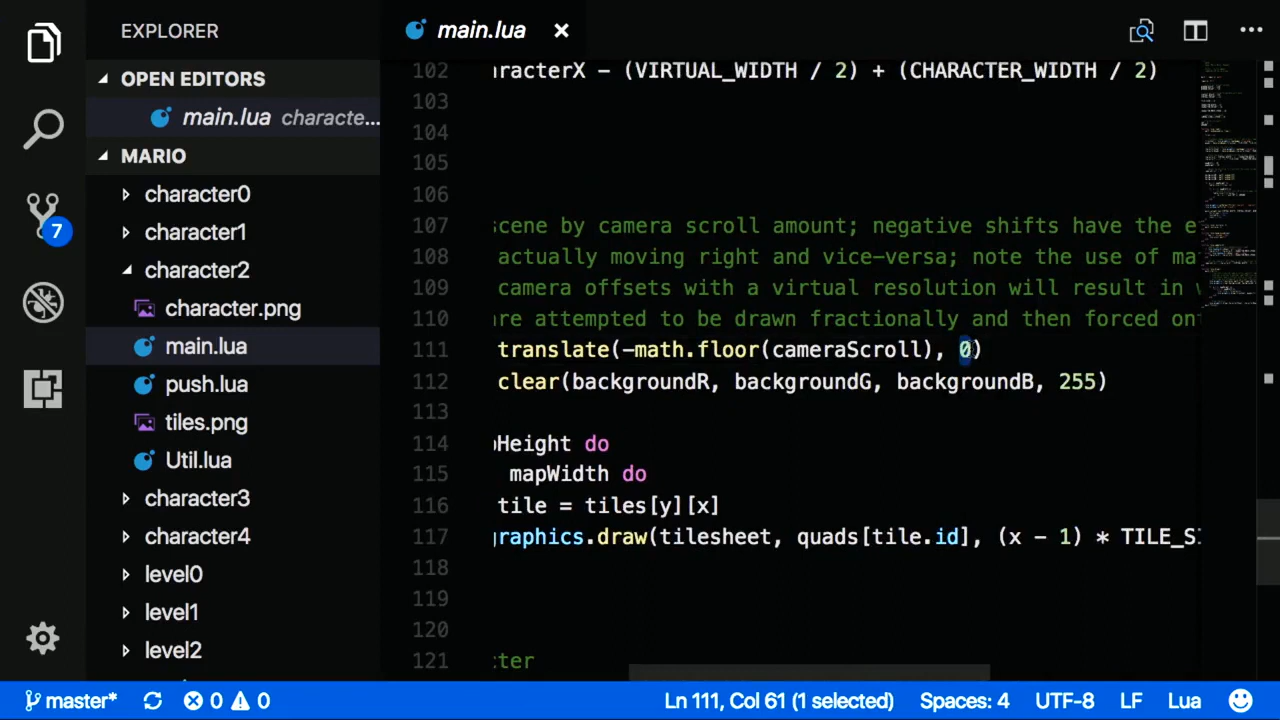 EXPLORER
main.lua
OPEN EDITORS
main.lua characte...
MARIO
character0
character1
7
character2
character.png
main.lua
push.lua
tiles.png
Util.lua
character3
character4
level0
level1
level2
102 racterX - (VIRTUAL_WIDTH / 2) + (CHARACTER_WIDTH / 2)
103
104
105
106
107 scene by camera scroll amount; negative shifts have the e
108 actually moving right and vice-versa; note the use of ma
109 camera offsets with a virtual resolution will result in
110 are attempted to be drawn fractionally and then forced ont
111 translate(-math.floor(cameraScroll), 0)
112 clear(backgroundR, backgroundG, backgroundB, 255)
113
114 pHeight do
115 mapWidth do
116 tile = tiles[y][x]
117 graphics.draw(tilesheet, quads[tile.id], (x - 1) * TILE_SI
118
119
120
121 cter
master* 0 0 Ln 111, Col 61 (1 selected) Spaces: 4 UTF-8 LF Lua